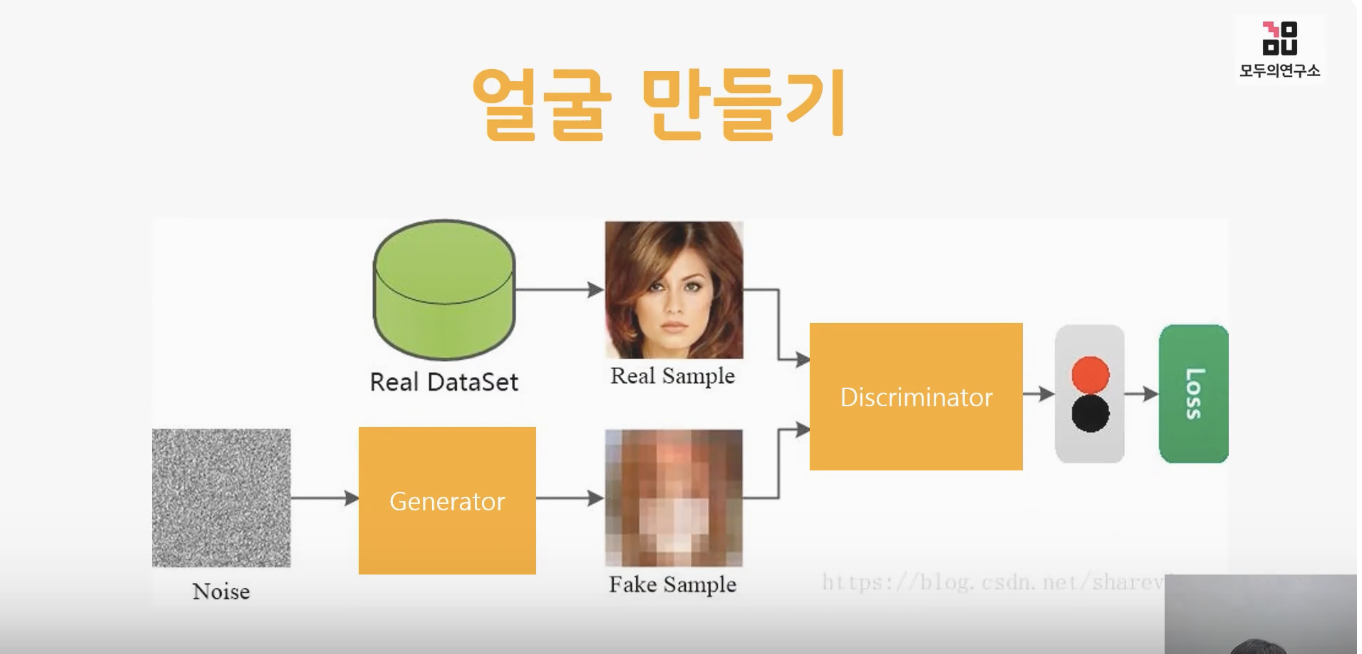 모두의연구소
얼굴 만들기
Real DataSet
Real Sample
Discriminator
Loss
Noise
Generator
Fake Sample
https://blog.csdn.net/sharev